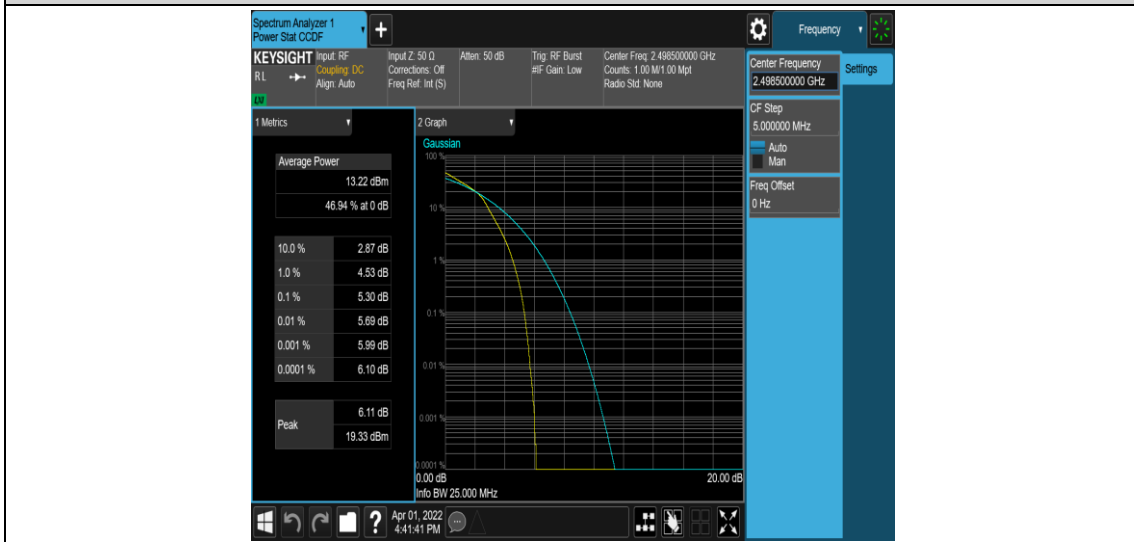 Spectrum Analyzer 1
Power Stat CCDF
+
Frequency
KEYSIGHT
RL
LXI
Input: RF
Coupling: DC
Align: Auto
Input Z: 50 Ω
Corrections: Off
Freq Ref: Int (S)
Atten: 50 dB
Trig: RF Burst
#IF Gain: Low
Center Freq: 2.498500000 GHz
Counts: 1.00 M/1.00 Mpt
Radio Std: None
Center Frequency
2.498500000 GHz
Settings
CF Step
5.000000 MHz
Auto
Man
Freq Offset
0 Hz
1 Metrics
Average Power
13.22 dBm
46.94 % at 0 dB
10.0 % 2.87 dB
1.0 % 4.53 dB
0.1 % 5.30 dB
0.01 % 5.69 dB
0.001 % 5.99 dB
0.0001 % 6.10 dB
Peak
6.11 dB
19.33 dBm
2 Graph
Gaussian
100 %
10 %
1 %
0.1 %
0.01 %
0.001 %
0.0001 %
0.00 dB 20.00 dB
Info BW 25.000 MHz
?
Apr 01, 2022
4:41:41 PM